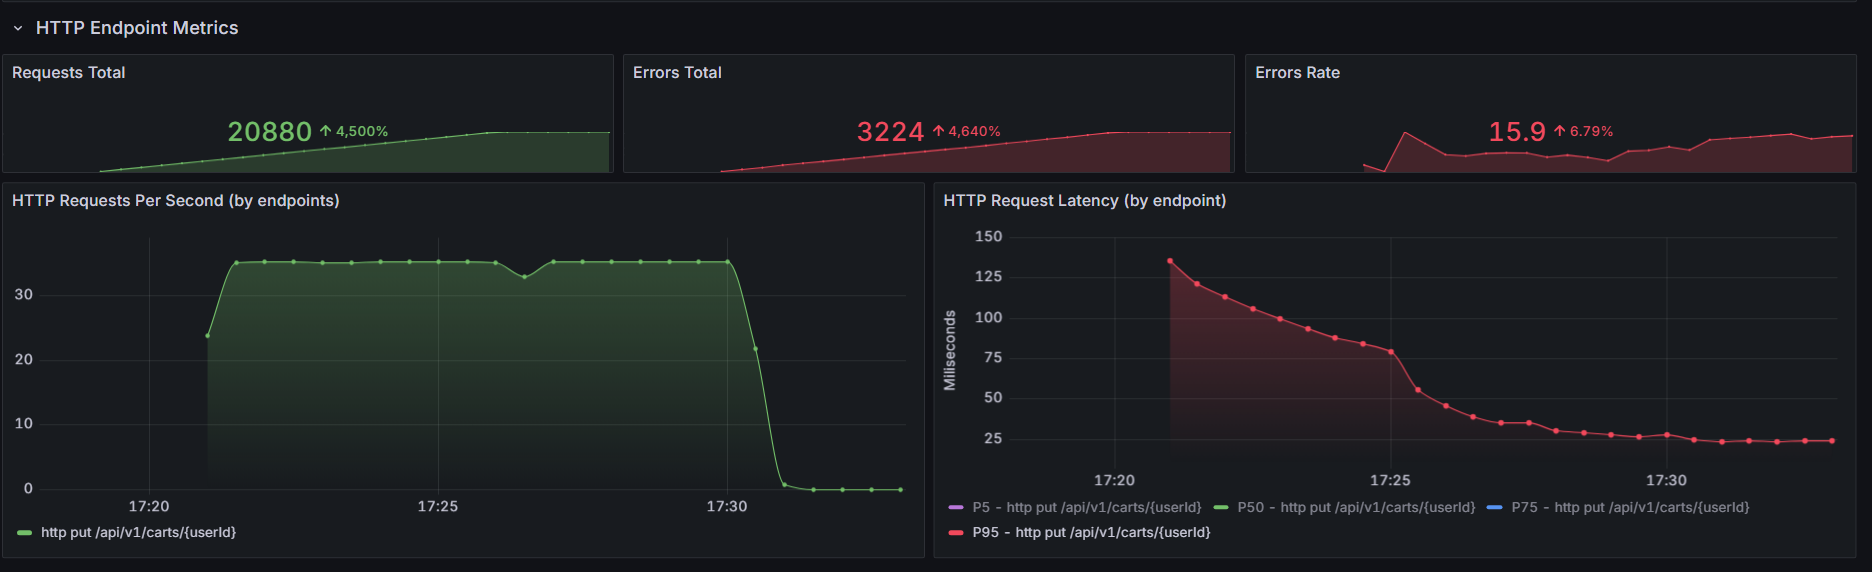 HTTP Endpoint Metrics
Requests Total
Errors Total
Errors Rate
20880 ↑ 4,500%
3224 ↑ 4,640%
15.9 ↑ 6.79%
HTTP Requests Per Second (by endpoints)
30
20
10
0
17:20 17:25 17:30
http put /api/v1/carts/{userId}
HTTP Request Latency (by endpoint)
Miliseconds
150
125
100
75
50
25
17:20 17:25 17:30
P5 - http put /api/v1/carts/{userId} P50 - http put /api/v1/carts/{userId} P75 - http put /api/v1/carts/{userId}
P95 - http put /api/v1/carts/{userId}